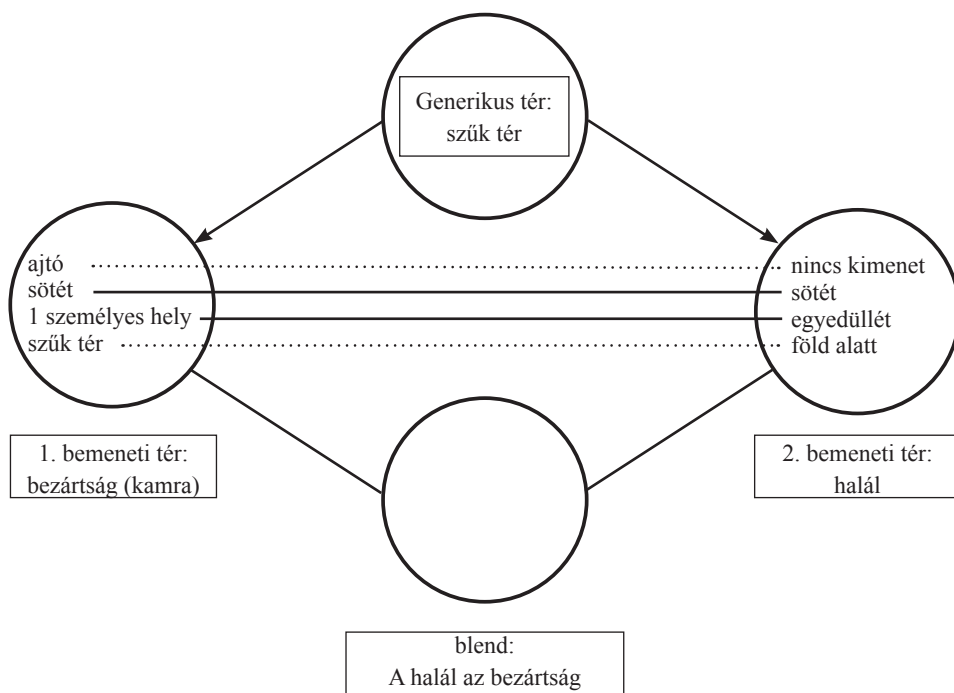 Generikus tér:
szűk tér
ajtó
sötét
1 személyes hely
szűk tér
nincs kimenet
sötét
egyedüllét
föld alatt
1. bemeneti tér:
bezártság (kamra)
2. bemeneti tér:
halál
blend:
A halál az bezártság